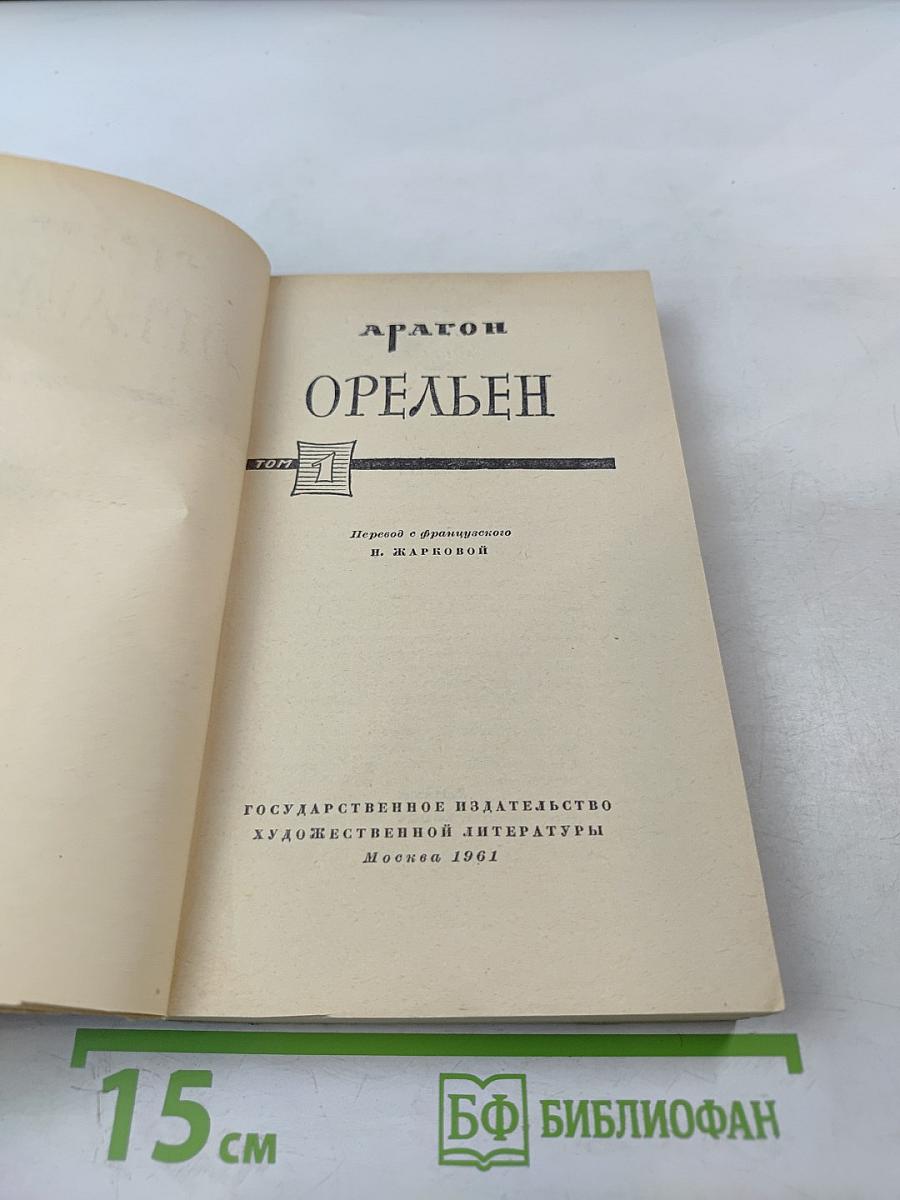 АРАГОН
ОРЕЛЬЕН
ТОМ 1
Перевод с французского
Н. ЖАРКОВОЙ
ГОСУДАРСТВЕННОЕ ИЗДАТЕЛЬСТВО
ХУДОЖЕСТВЕННОЙ ЛИТЕРАТУРЫ
Москва 1961
15 см
БФ БИБЛИОФАН